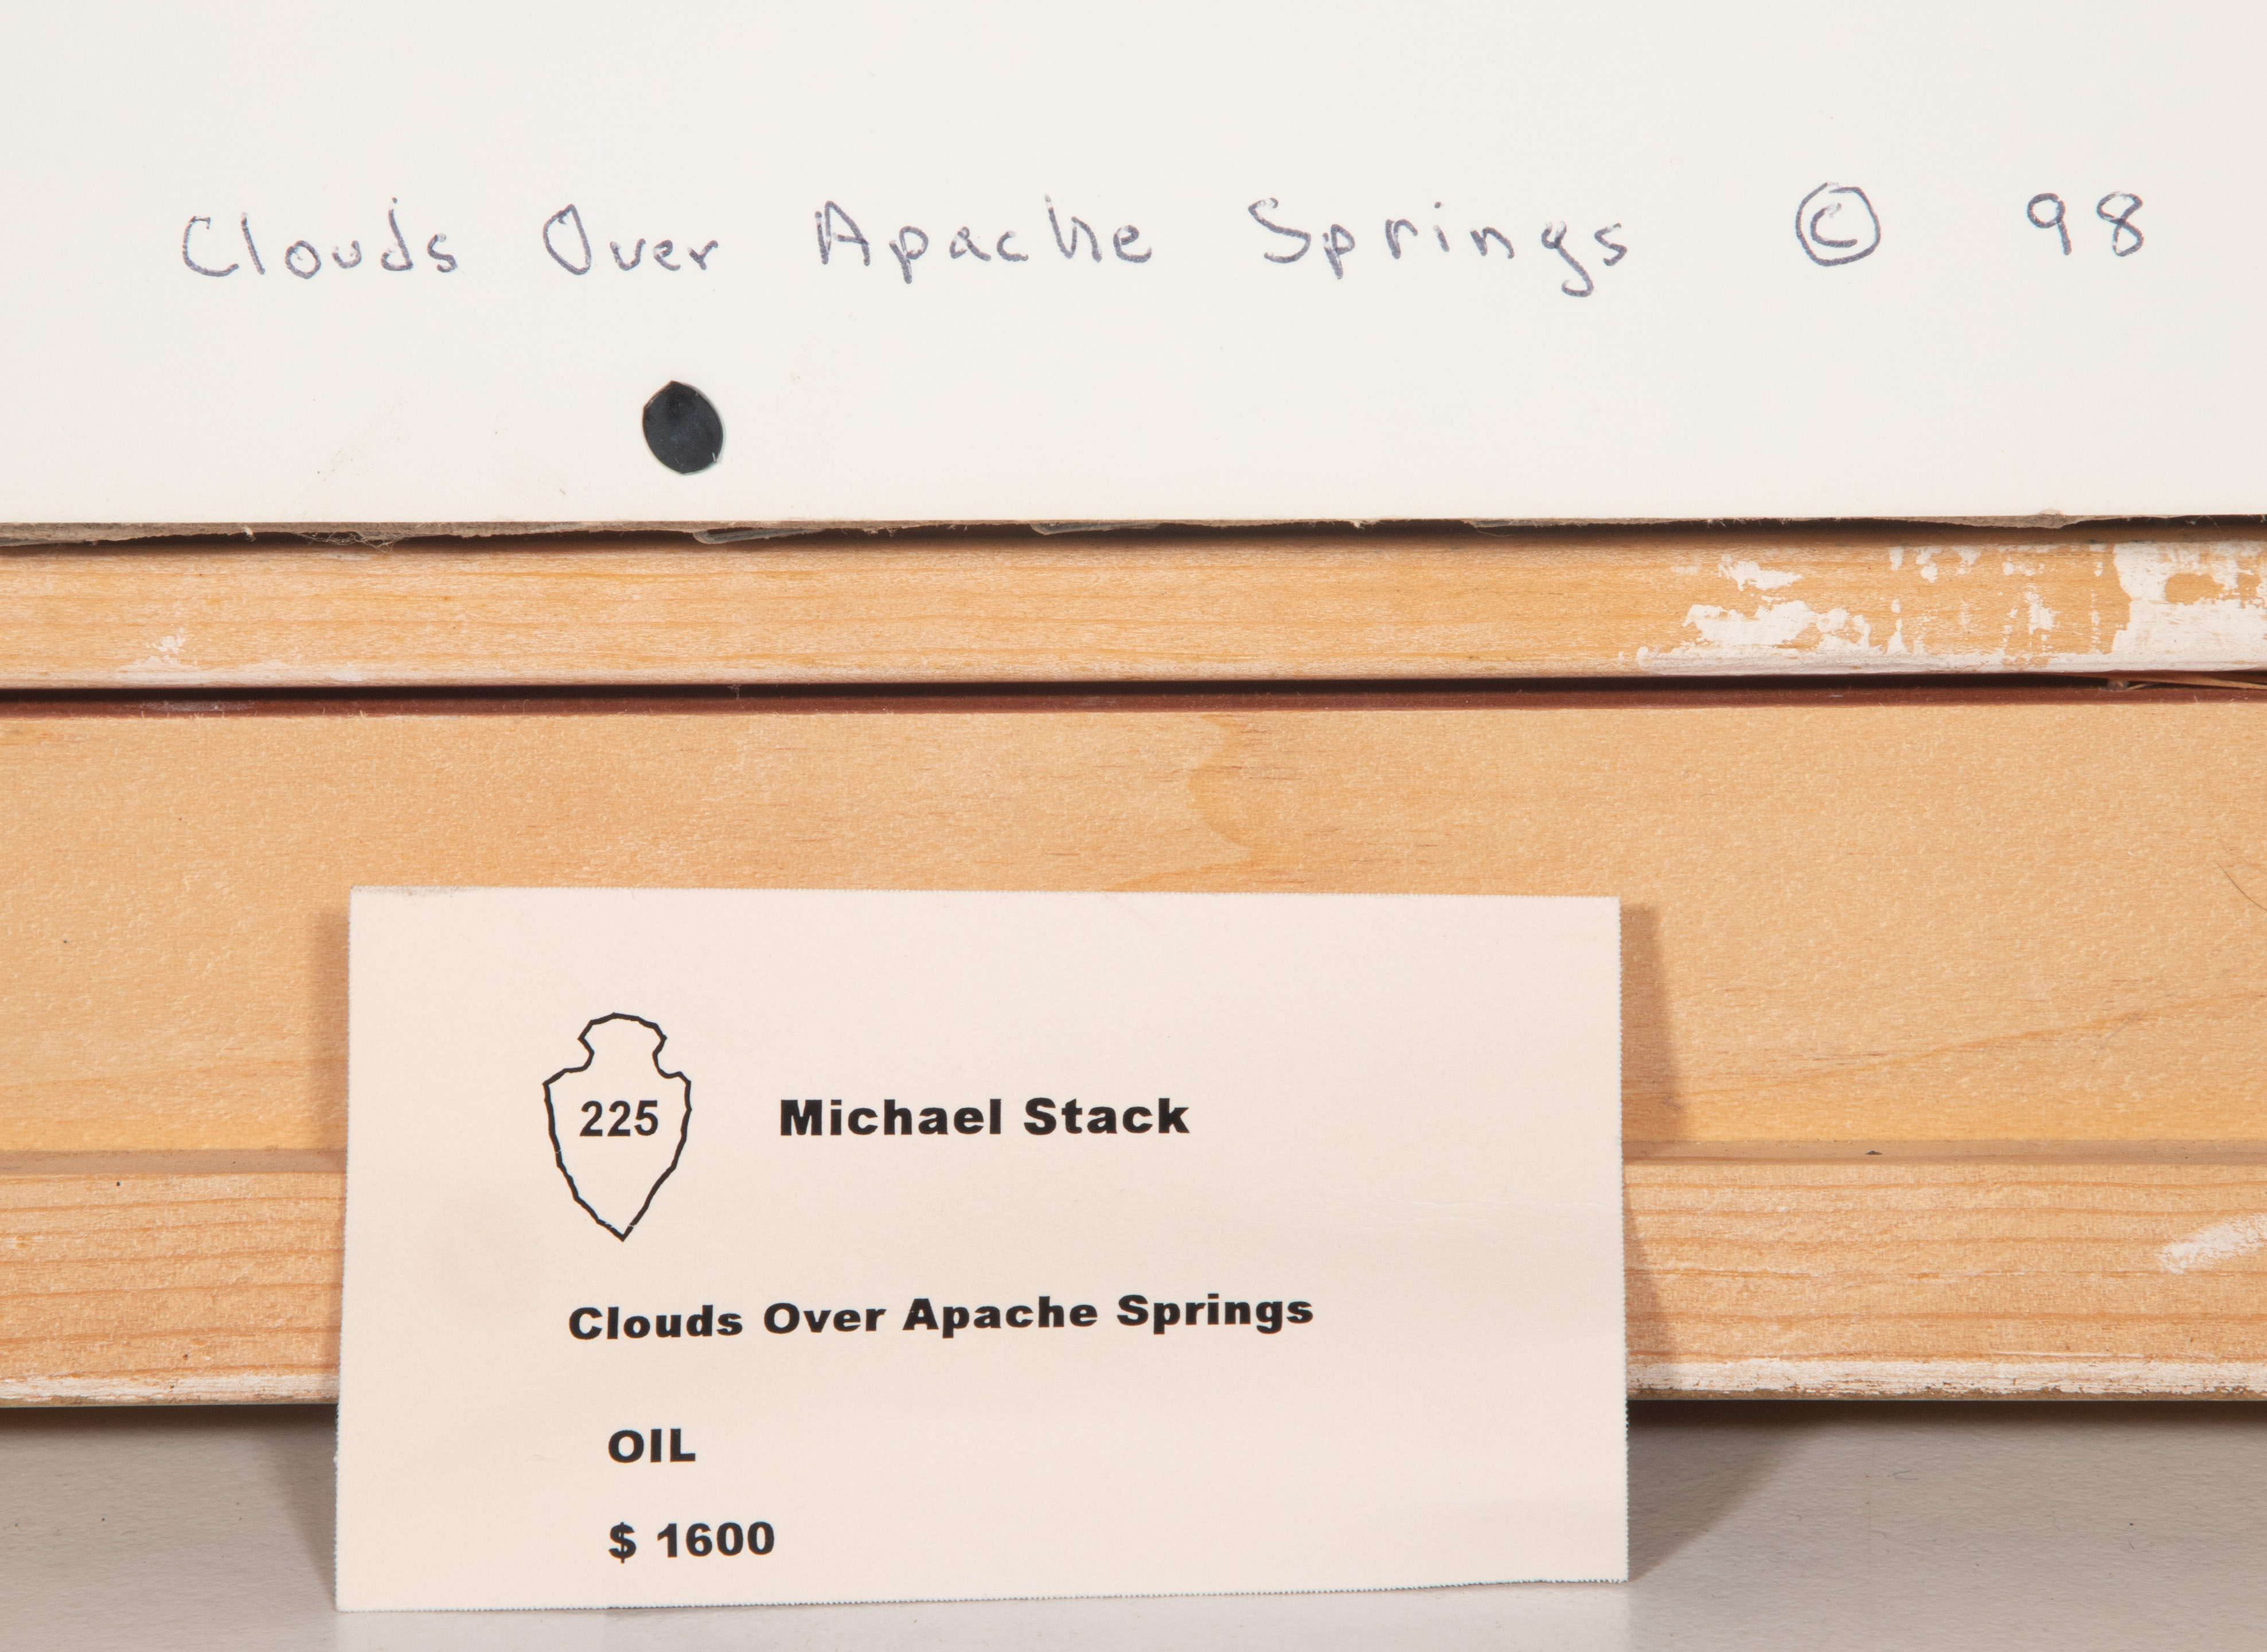 Clouds Over Apache Springs © 98
225 Michael Stack
Clouds Over Apache Springs
OIL
$ 1600